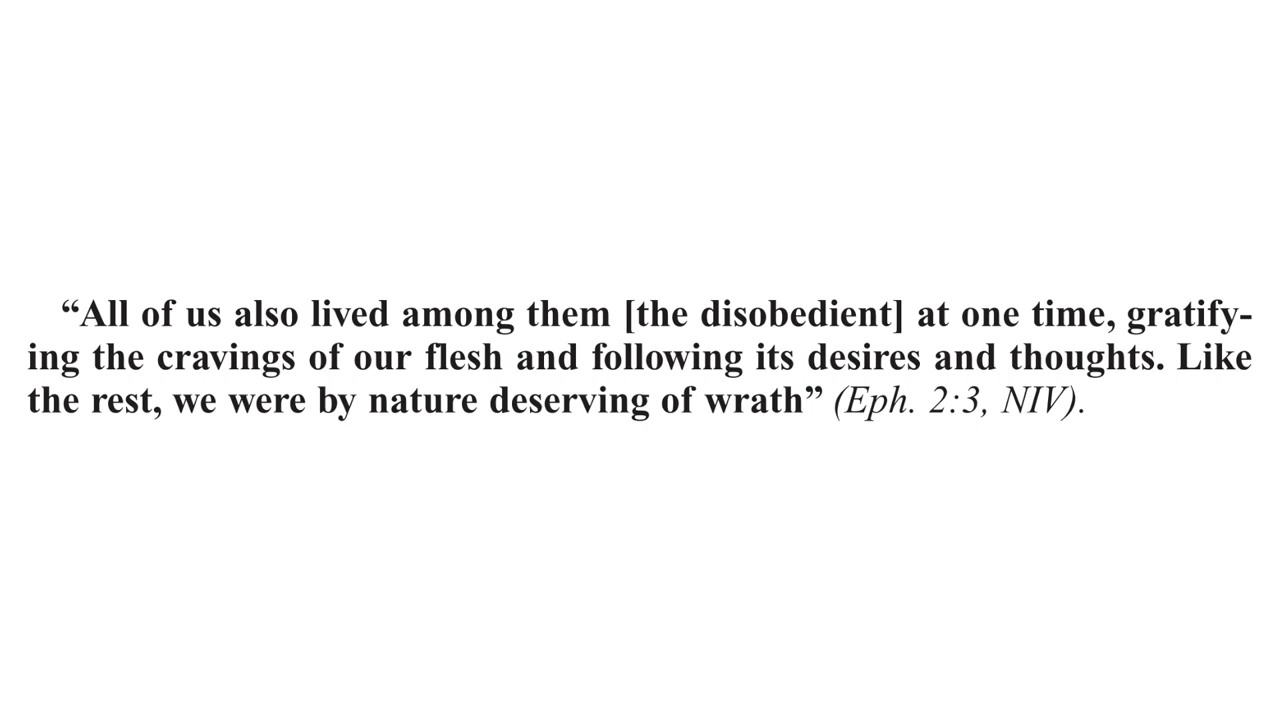 “All of us also lived among them [the disobedient] at one time, gratify-
ing the cravings of our flesh and following its desires and thoughts. Like
the rest, we were by nature deserving of wrath” (Eph. 2:3, NIV).